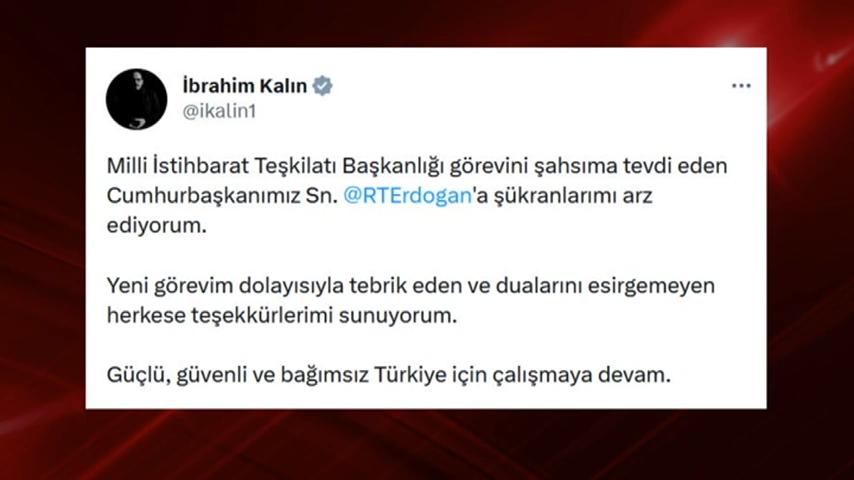 İbrahim Kalın
@ikalin1
Milli İstihbarat Teşkilatı Başkanlığı görevini şahsıma tevdi eden
Cumhurbaşkanımız Sn. @RTErdogan'a şükranlarımı arz
ediyorum.
Yeni görevim dolayısıyla tebrik eden ve dualarını esirgemeyen
herkese teşekkürlerimi sunuyorum.
Güçlü, güvenli ve bağımsız Türkiye için çalışmaya devam.